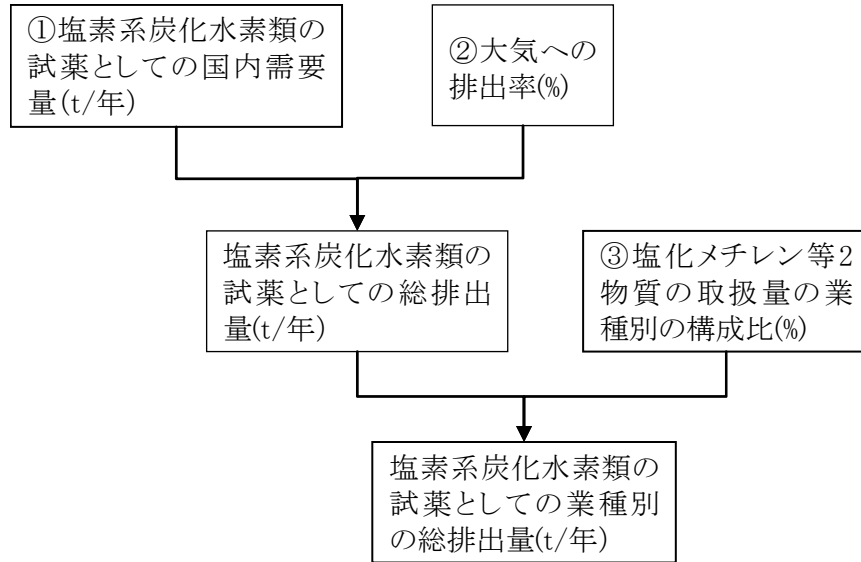 ①塩素系炭化水素類の
試薬としての国内需要
量(t/年)
②大気への
排出率(%)
塩素系炭化水素類の
試薬としての総排出
量(t/年)
③塩化メチレン等2
物質の取扱量の業
種別の構成比(%)
塩素系炭化水素類の
試薬としての業種別
の総排出量(t/年)